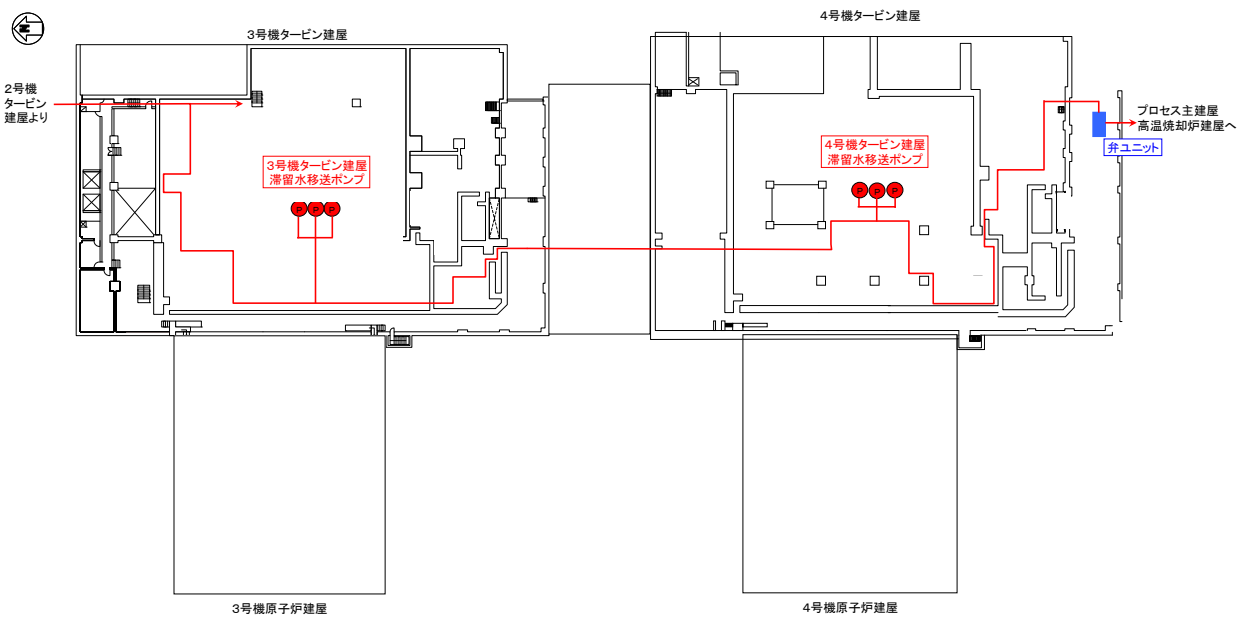 N
3号機タービン建屋
4号機タービン建屋
2号機
タービン
建屋より
プロセス主建屋
高温焼却炉建屋へ
弁ユニット
3号機タービン建屋
滞留水移送ポンプ
4号機タービン建屋
滞留水移送ポンプ
P P P
P P P
3号機原子炉建屋
4号機原子炉建屋